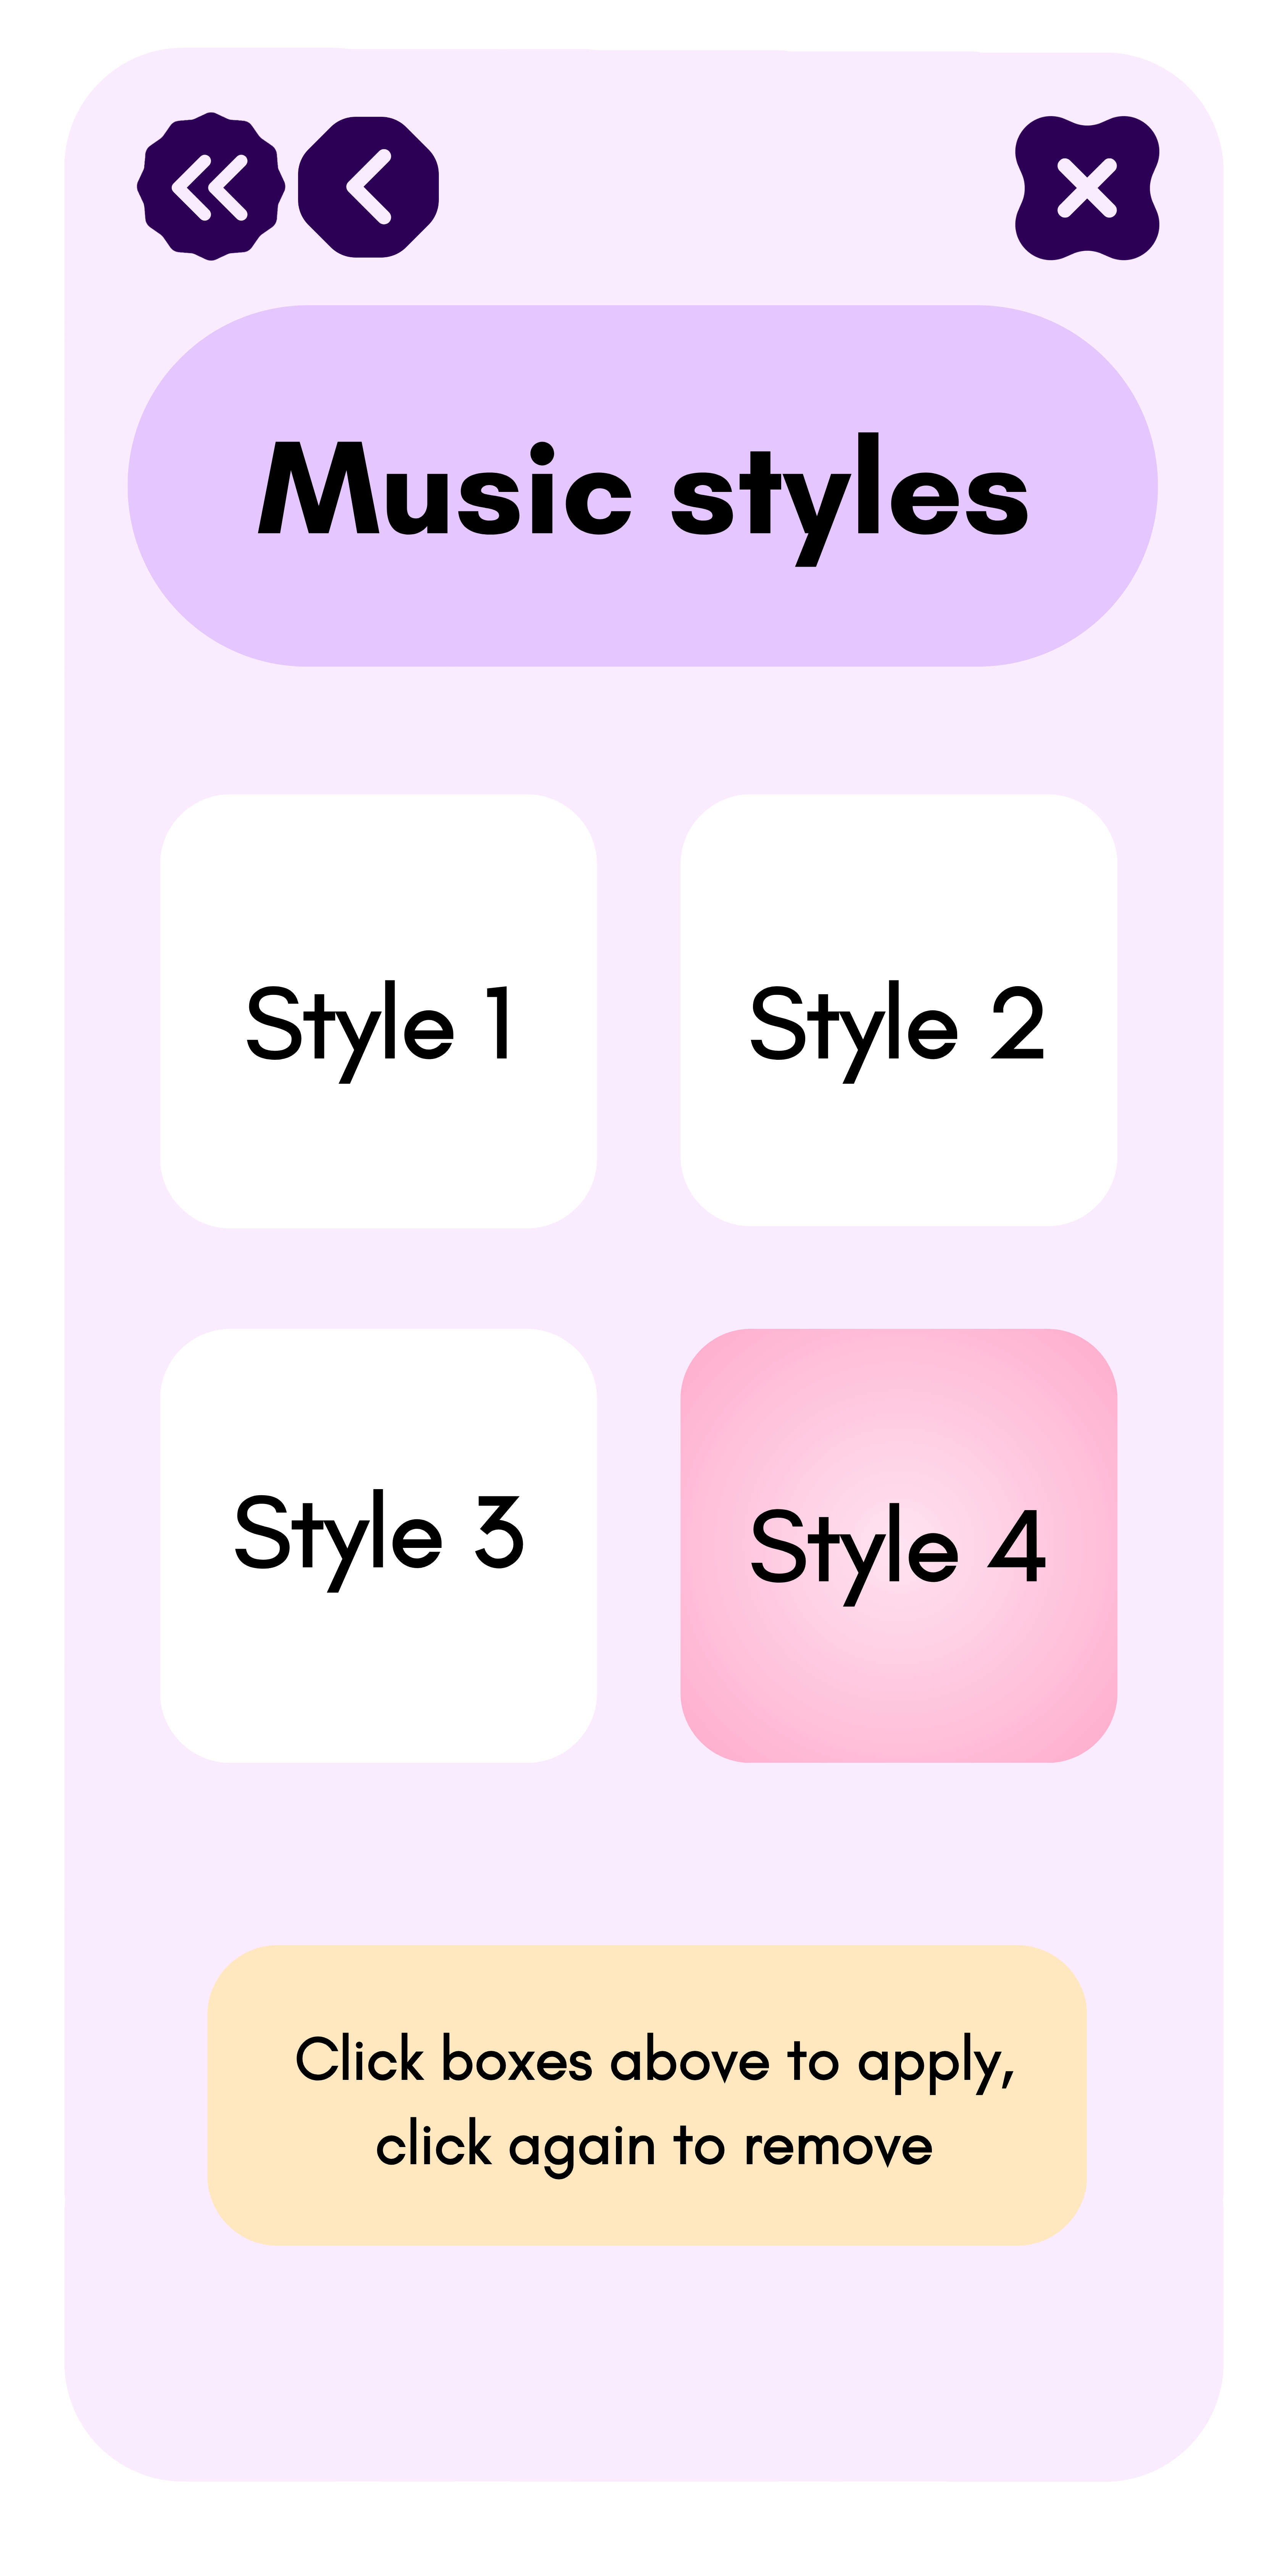 Music styles
Style 1
Style 2
Style 3
Style 4
Click boxes above to apply,
click again to remove